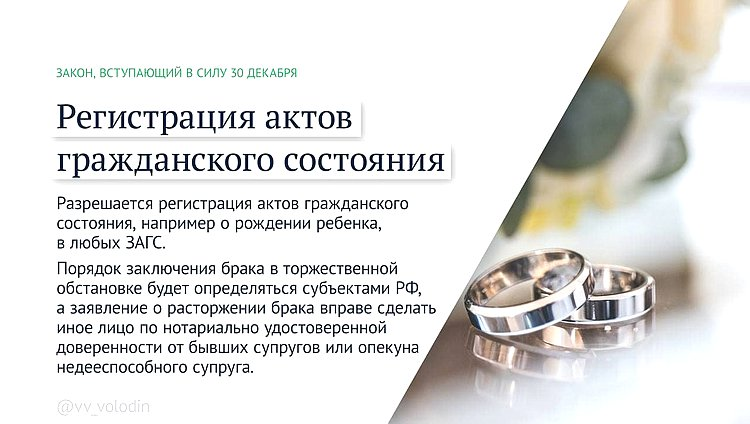 ЗАКОН, ВСТУПАЮЩИЙ В СИЛУ 30 ДЕКАБРЯ
Регистрация актов
гражданского состояния
Разрешается регистрация актов гражданского
состояния, например о рождении ребенка,
в любых ЗАГС.
Порядок заключения брака в торжественной
обстановке будет определяться субъектами РФ,
а заявление о расторжении брака вправе сделать
иное лицо по нотариально удостоверенной
доверенности от бывших супругов или опекуна
недееспособного супруга.
@vv_volodin